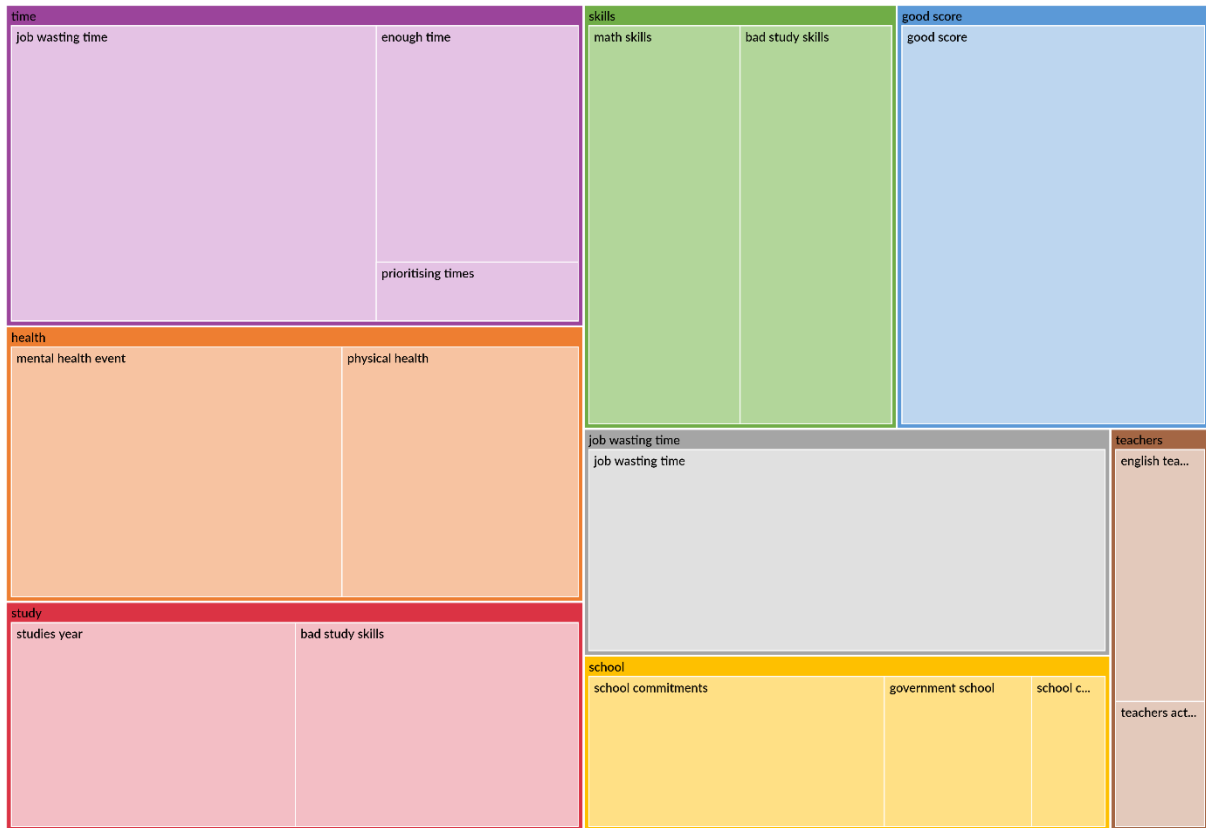 time
job wasting time
enough time
prioritising times
health
mental health event
physical health
study
studies year
bad study skills
skills
math skills
bad study skills
good score
good score
job wasting time
job wasting time
school
school commitments
government school
school c...
teachers
english tea...
teachers act...